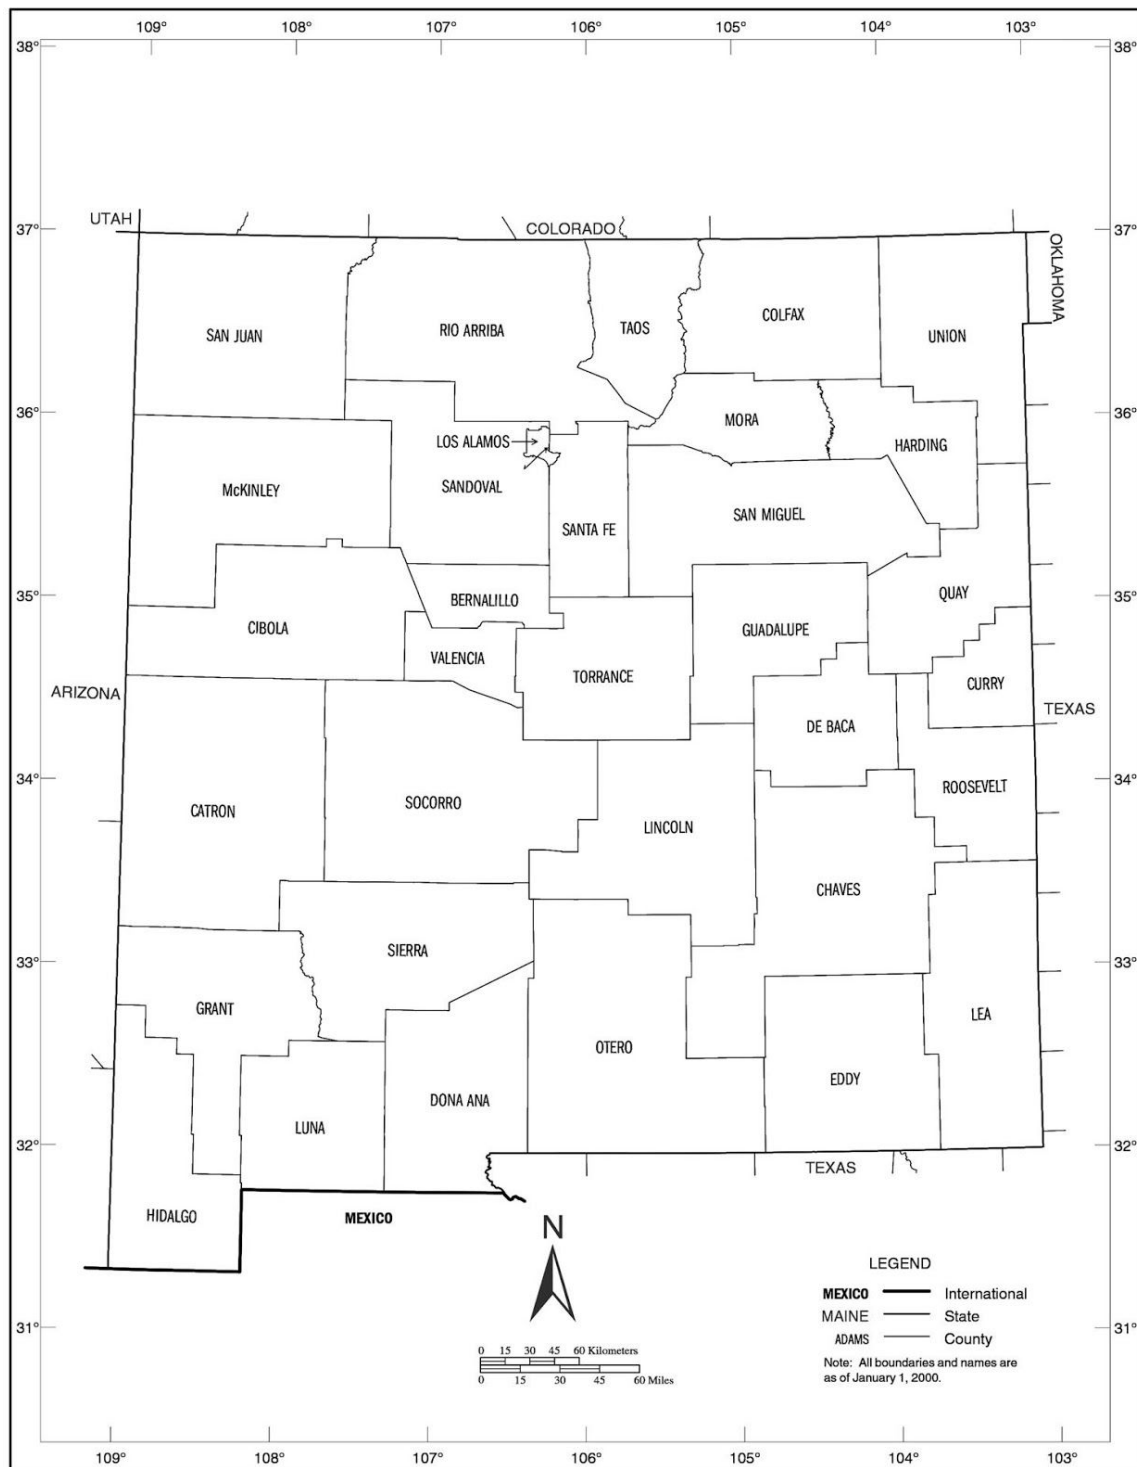 109° 108° 107° 106° 105° 104° 103°
38° 38°
UTAH COLORADO
37° 37°
OKLAHOMA
SAN JUAN RIO ARRIBA TAOS COLFAX UNION
36° 36°
MORA
LOS ALAMOS HARDING
McKINLEY SANDOVAL
SANTA FE SAN MIGUEL
35° 35°
BERNALILLO QUAY
CIBOLA GUADALUPE
VALENCIA
TORRANCE CURRY
ARIZONA TEXAS
DE BACA
34° 34°
ROOSEVELT
CATRON SOCORRO
LINCOLN
CHAVES
SIERRA
33° 33°
GRANT LEA
OTERO
EDDY
DONA ANA
LUNA
32° 32°
TEXAS
HIDALGO MEXICO
N
LEGEND
MEXICO International
MAINE State
ADAMS County
31° 31°
0 15 30 45 60 Kilometers
0 15 30 45 60 Miles
Note: All boundaries and names are
as of January 1, 2000.
109° 108° 107° 106° 105° 104° 103°